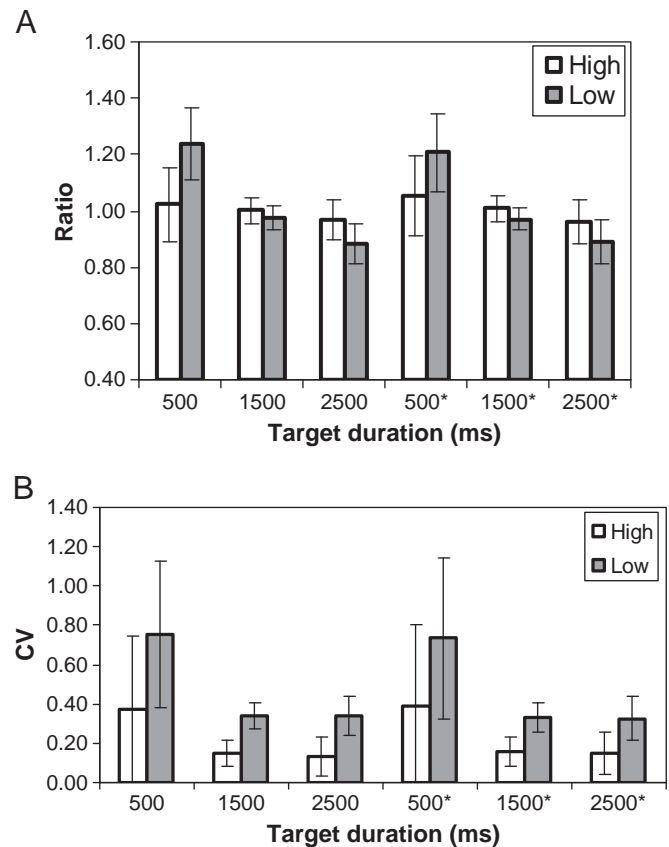 A
1.60
1.40
1.20
1.00
0.80
0.60
0.40
Ratio
High
Low
500 1500 2500 500* 1500* 2500*
Target duration (ms)
B
1.40
1.20
1.00
0.80
0.60
0.40
0.20
0.00
CV
High
Low
500 1500 2500 500* 1500* 2500*
Target duration (ms)